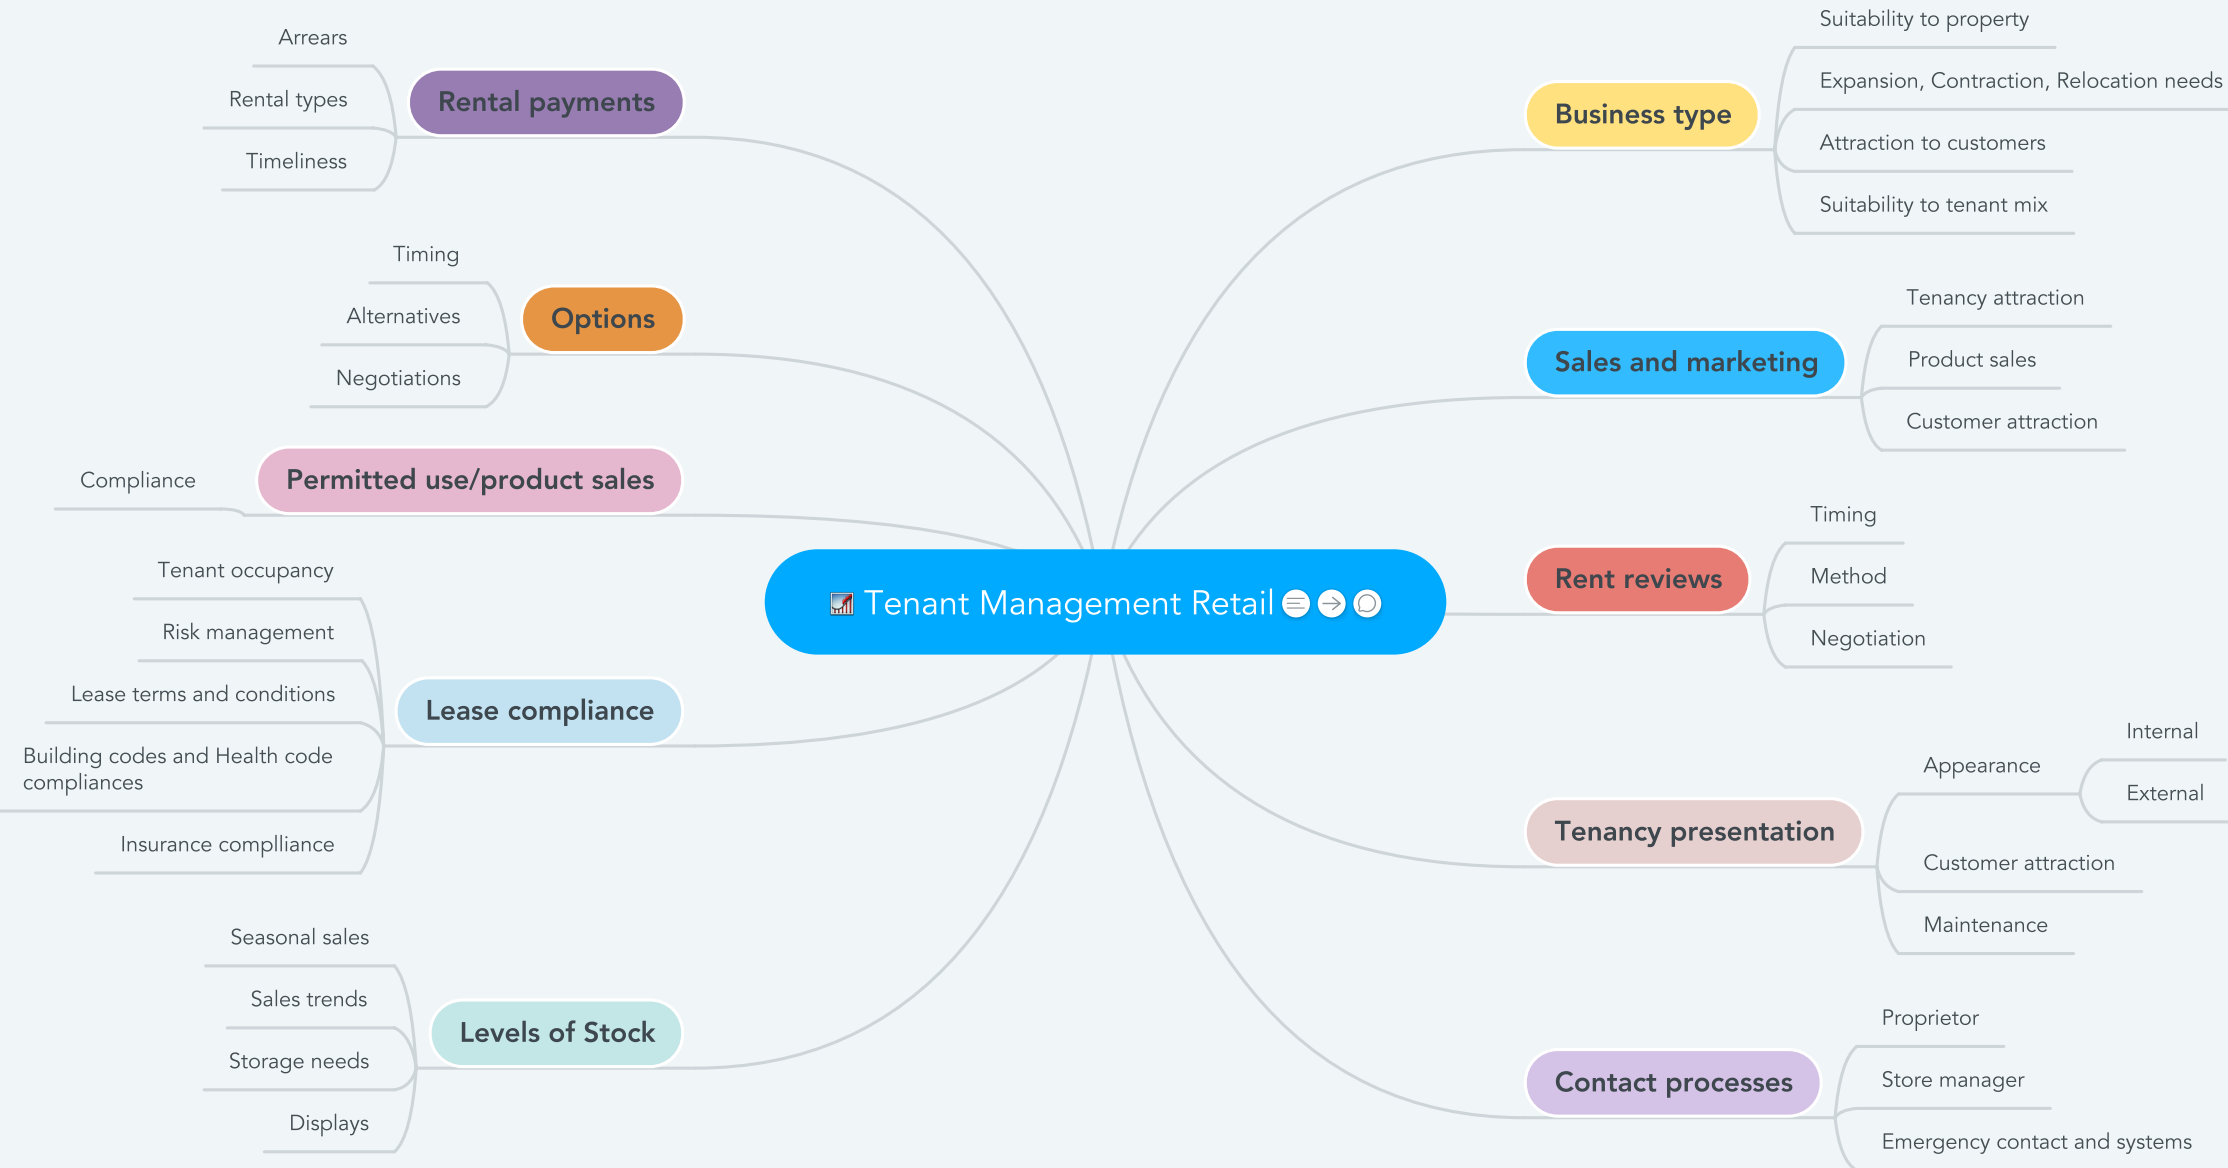 Tenant Management Retail
Rental payments
Arrears
Rental types
Timeliness
Options
Timing
Alternatives
Negotiations
Permitted use/product sales
Compliance
Lease compliance
Tenant occupancy
Risk management
Lease terms and conditions
Building codes and Health code
compliances
Insurance complliance
Levels of Stock
Seasonal sales
Sales trends
Storage needs
Displays
Business type
Suitability to property
Expansion, Contraction, Relocation needs
Attraction to customers
Suitability to tenant mix
Sales and marketing
Tenancy attraction
Product sales
Customer attraction
Rent reviews
Timing
Method
Negotiation
Tenancy presentation
Appearance
Internal
External
Customer attraction
Maintenance
Contact processes
Proprietor
Store manager
Emergency contact and systems